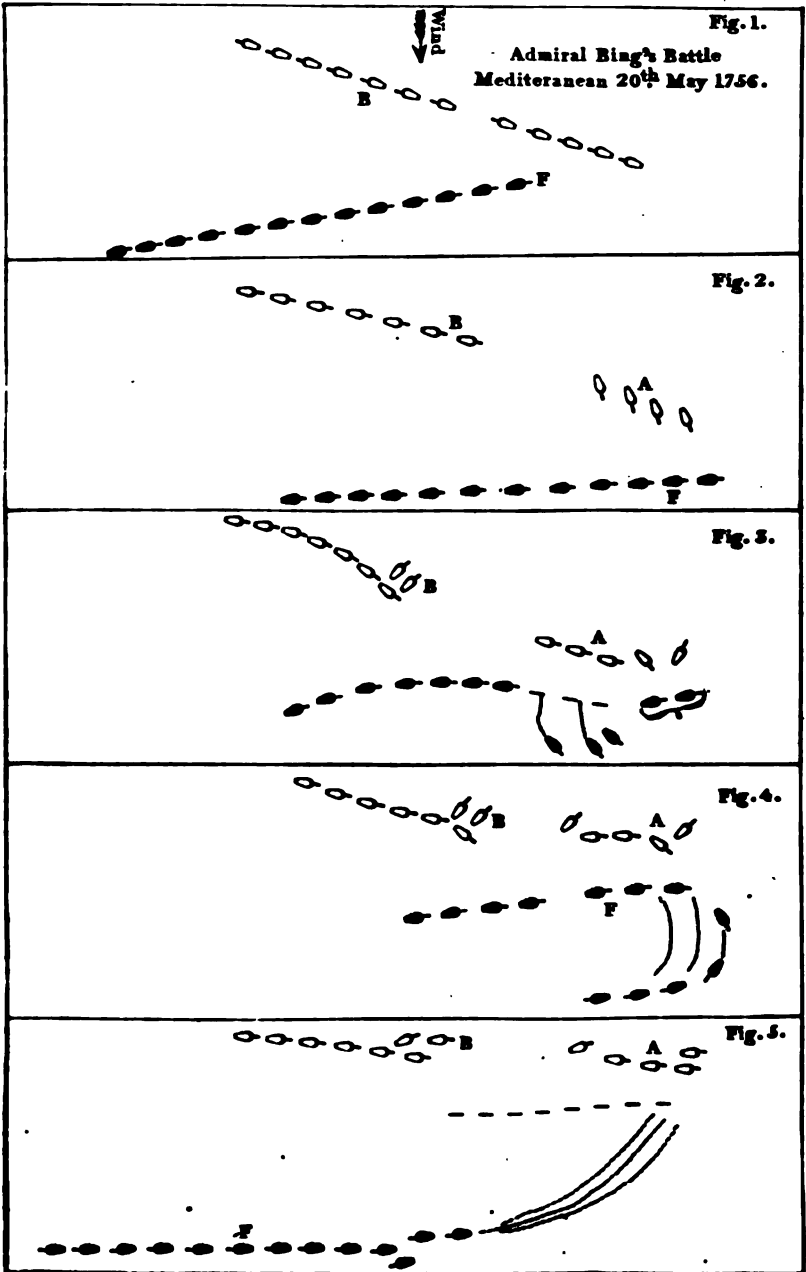 Wind
Fig. 1.
Admiral Bing's Battle
Mediteranean 20th May 1756.
B
F
Fig. 2.
B
A
F
Fig. 3.
B
A
Fig. 4.
B
A
F
Fig. 5.
B
A
F